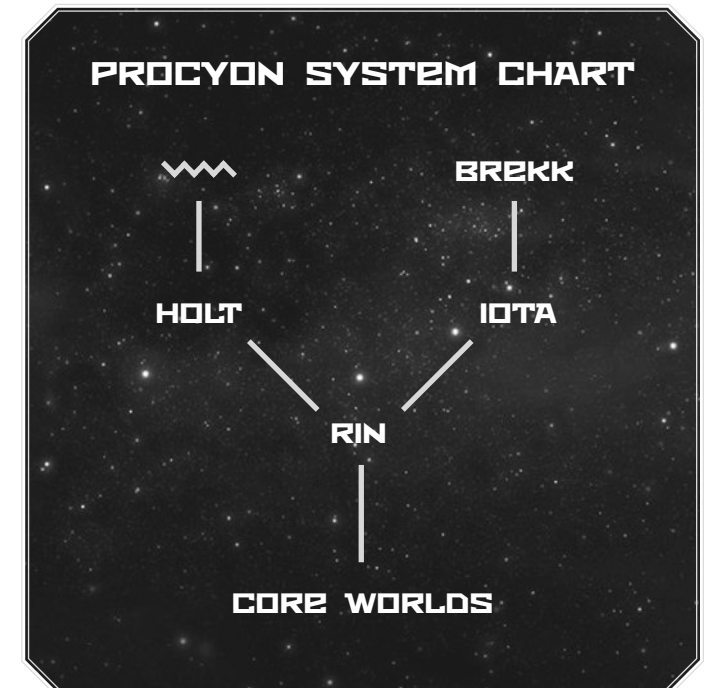 PROCYON SYSTEM CHART
BREKK
HOLT IOTA
RIN
CORE WORLDS